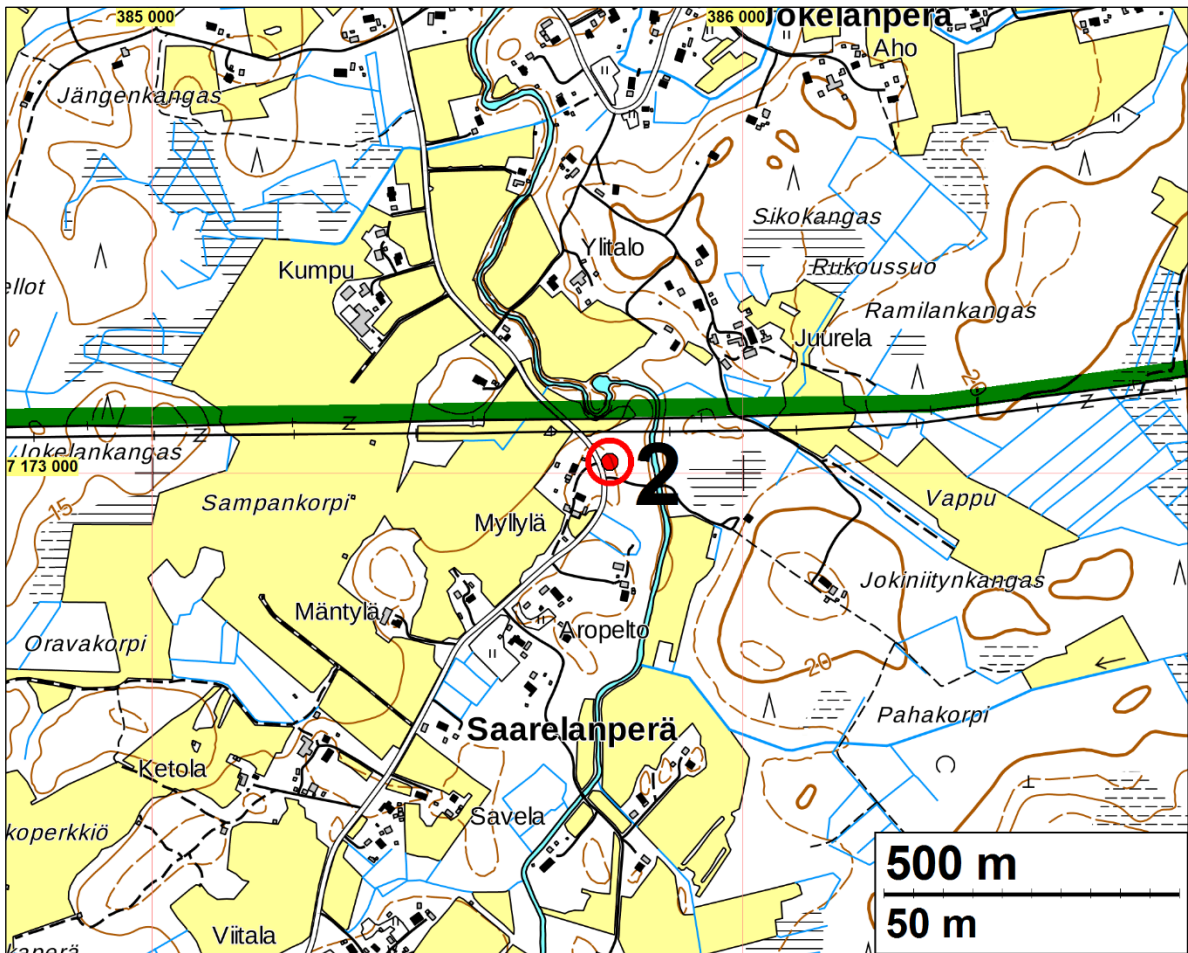 385 000
386 000
Jokelanperä
Aho
Jängenkangas
Sikokangas
Ylitalo
Kumpu
Rukoussuo
ellot
Ramilankangas
Juurela
20
Jokelankangas
7 173 000
2
15
Sampankorpi
Vappu
Myllylä
Jokiniitynkangas
Mäntylä
Aropelto
Oravakorpi
20
Pahakorpi
Saarelanperä
Ketola
Savela
koperkkiö
500 m
50 m
Viitala
kaperä